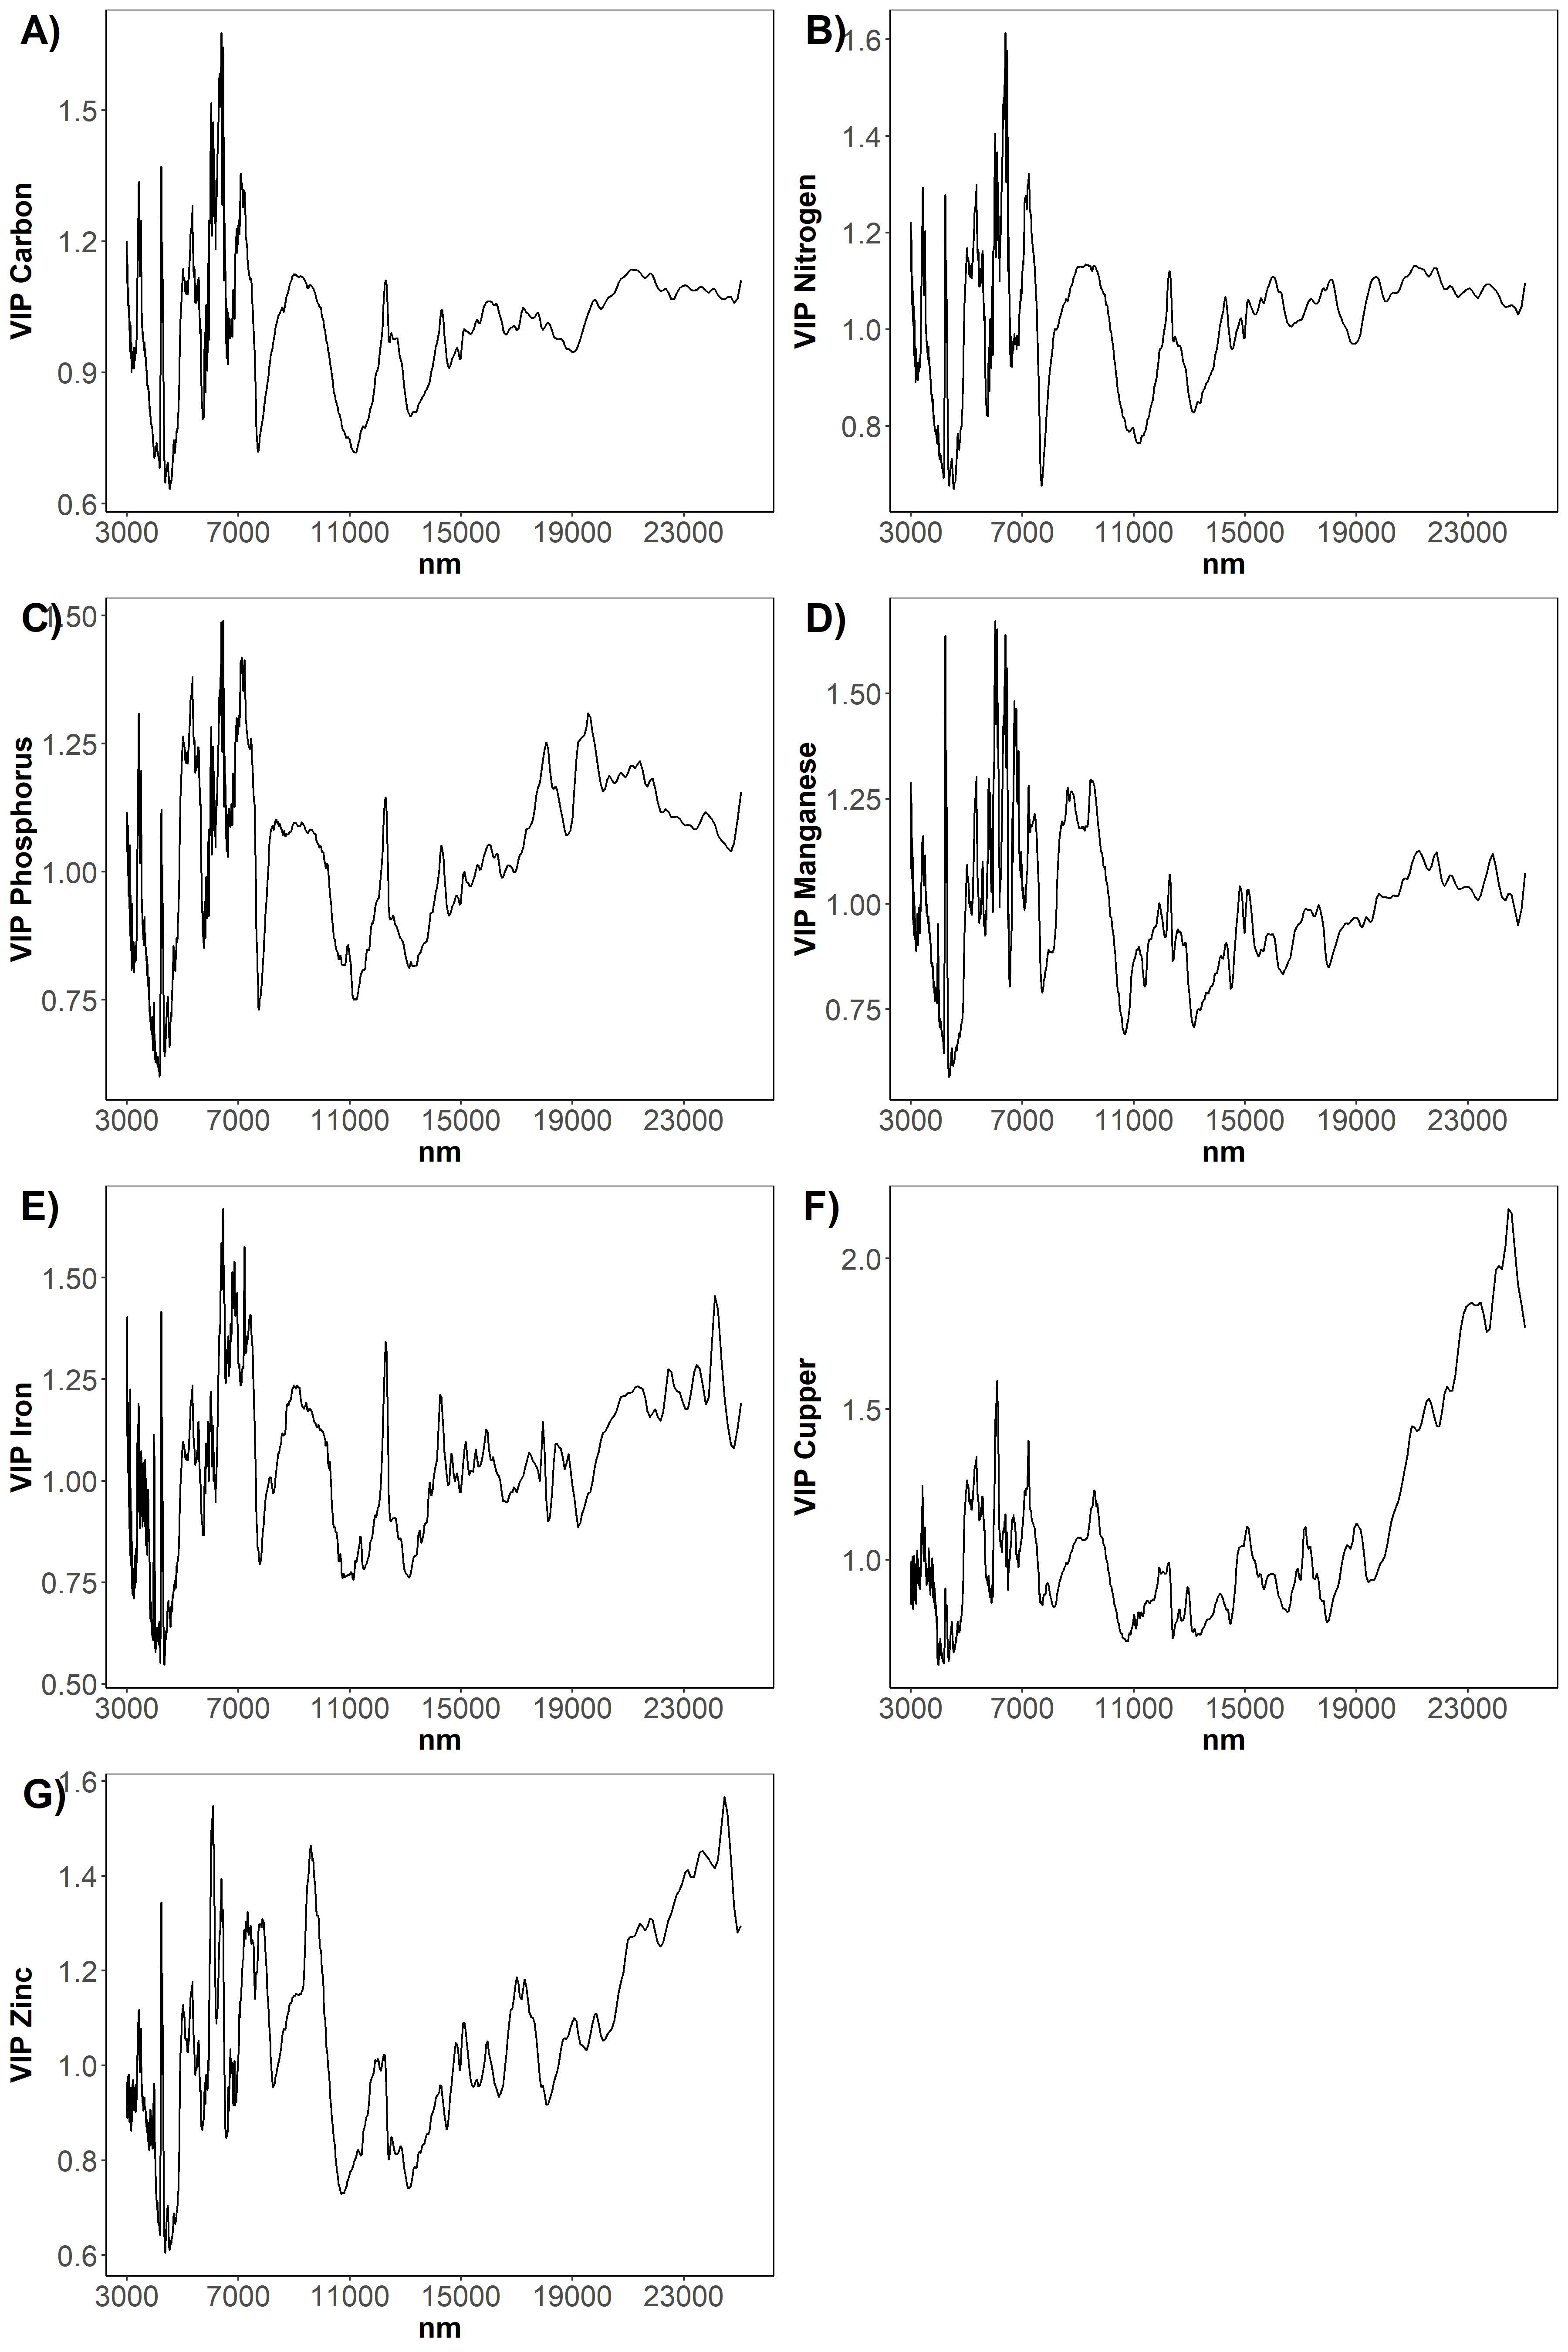 A)
VIP Carbon
1.5
1.2
0.9
0.6
3000 7000 11000 15000 19000 23000
nm
B)
VIP Nitrogen
1.6
1.4
1.2
1.0
0.8
3000 7000 11000 15000 19000 23000
nm
C)
VIP Phosphorus
1.50
1.25
1.00
0.75
3000 7000 11000 15000 19000 23000
nm
D)
VIP Manganese
1.50
1.25
1.00
0.75
3000 7000 11000 15000 19000 23000
nm
E)
VIP Iron
1.50
1.25
1.00
0.75
0.50
3000 7000 11000 15000 19000 23000
nm
F)
VIP Cupper
2.0
1.5
1.0
3000 7000 11000 15000 19000 23000
nm
G)
VIP Zinc
1.6
1.4
1.2
1.0
0.8
0.6
3000 7000 11000 15000 19000 23000
nm